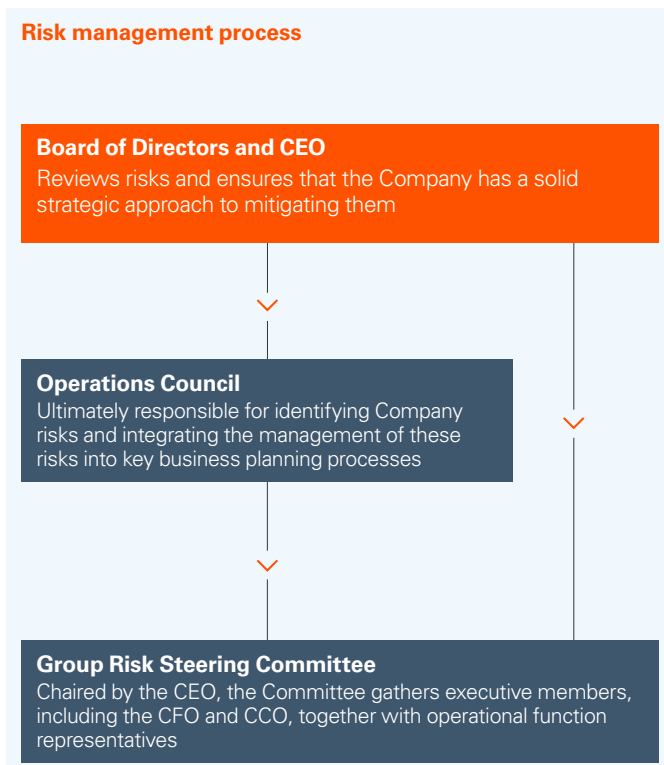 Risk management process
Board of Directors and CEO
Reviews risks and ensures that the Company has a solid
strategic approach to mitigating them
Operations Council
Ultimately responsible for identifying Company
risks and integrating the management of these
risks into key business planning processes
Group Risk Steering Committee
Chaired by the CEO, the Committee gathers executive members,
including the CFO and CCO, together with operational function
representatives